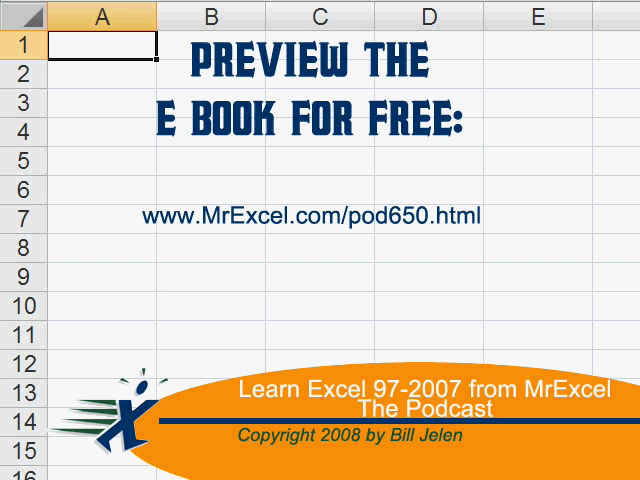 A B C D E
1
PREVIEW THE
2
3
E BOOK FOR FREE:
4
5
6
7
www.MrExcel.com/pod650.html
8
9
10
11
12
13
Learn Excel 97-2007 from MrExcel
The Podcast
14
Copyright 2008 by Bill Jelen
15
16
X